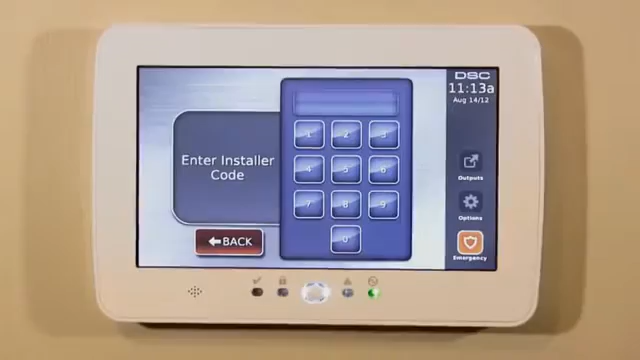 DSC
11:13a
Aug 14/12
Enter Installer
Code
1 2 3
4 5 6
7 8 9
0
BACK
Outputs
Options
Emergency